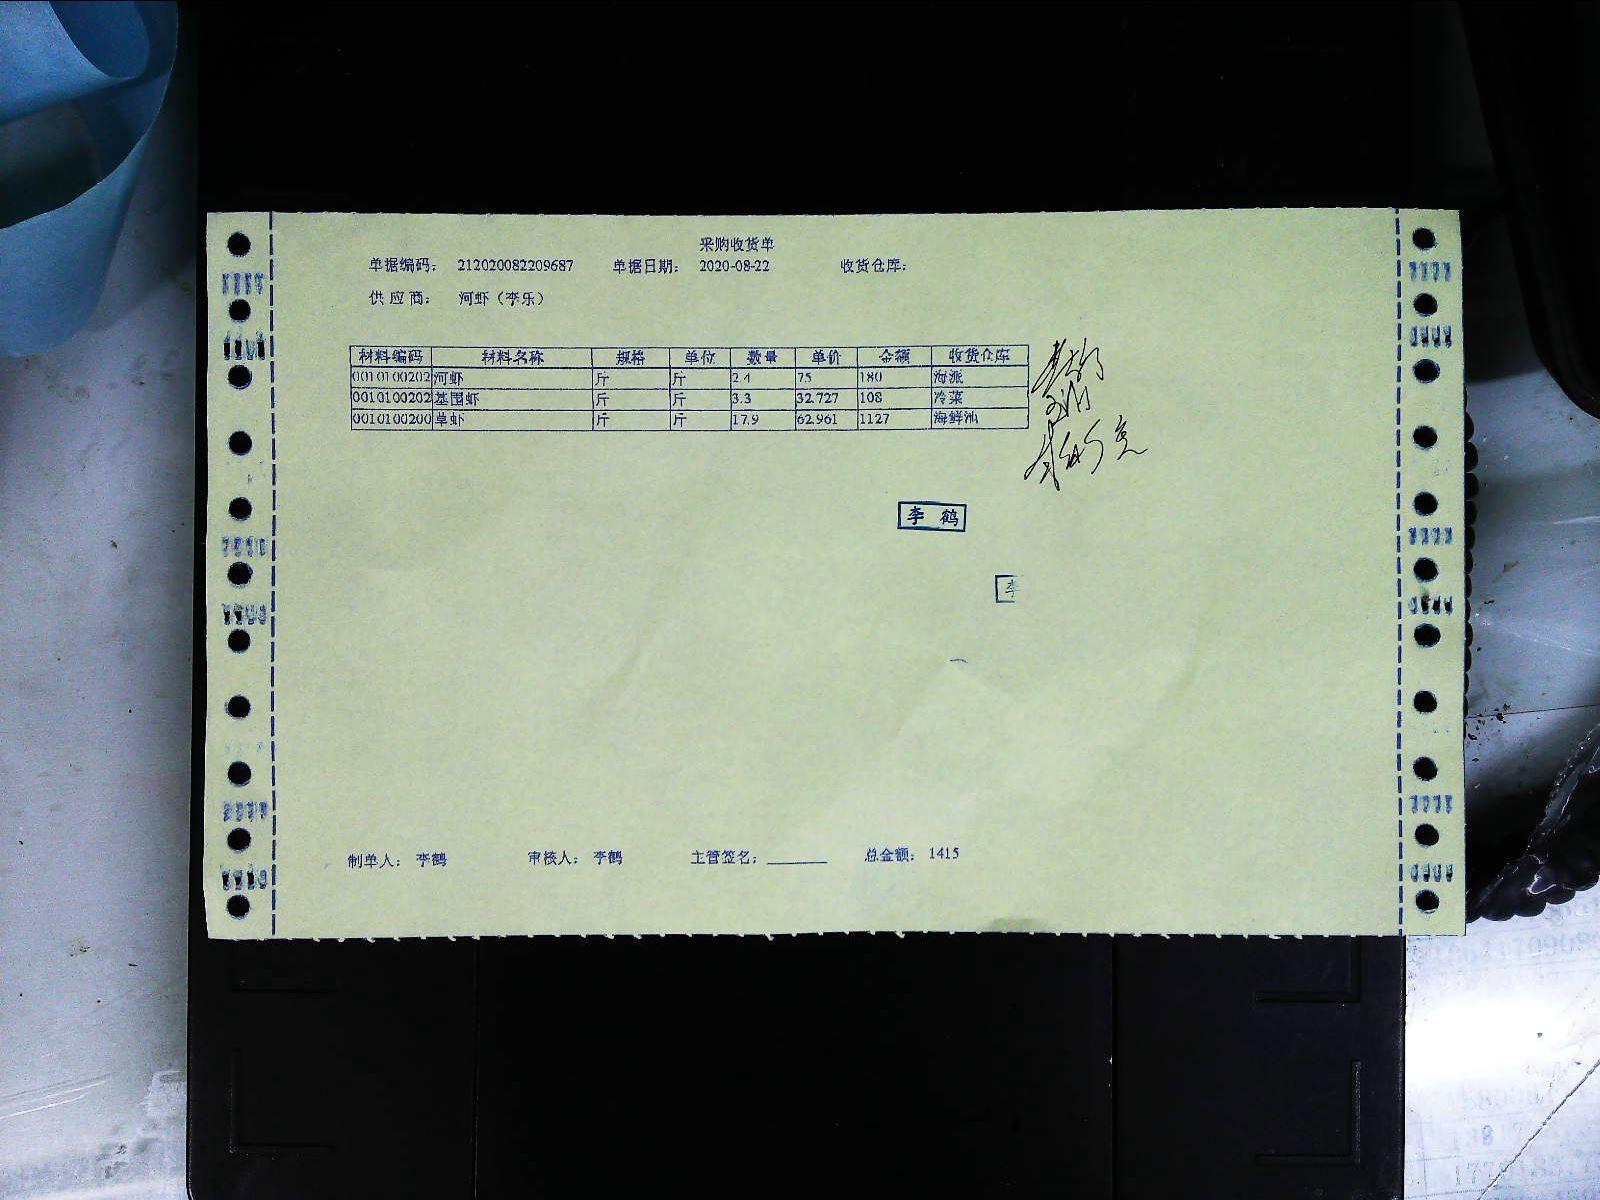 采购收货单
单据编码： 212020082209687 单据日期： 2020-08-22 收货仓库：
供 应 商： 河虾（李乐）
材料编码 材料名称 规格 单位 数量 单价 金额 收货仓库
0010100202 河虾 斤 斤 2.4 75 180 海派
0010100202 基围虾 斤 斤 3.3 32.727 108 冷菜
0010100200 草虾 斤 斤 17.9 62.961 1127 海鲜池
李 鹤
李
制单人： 李鹤 审核人： 李鹤 主管签名： 总金额： 1415